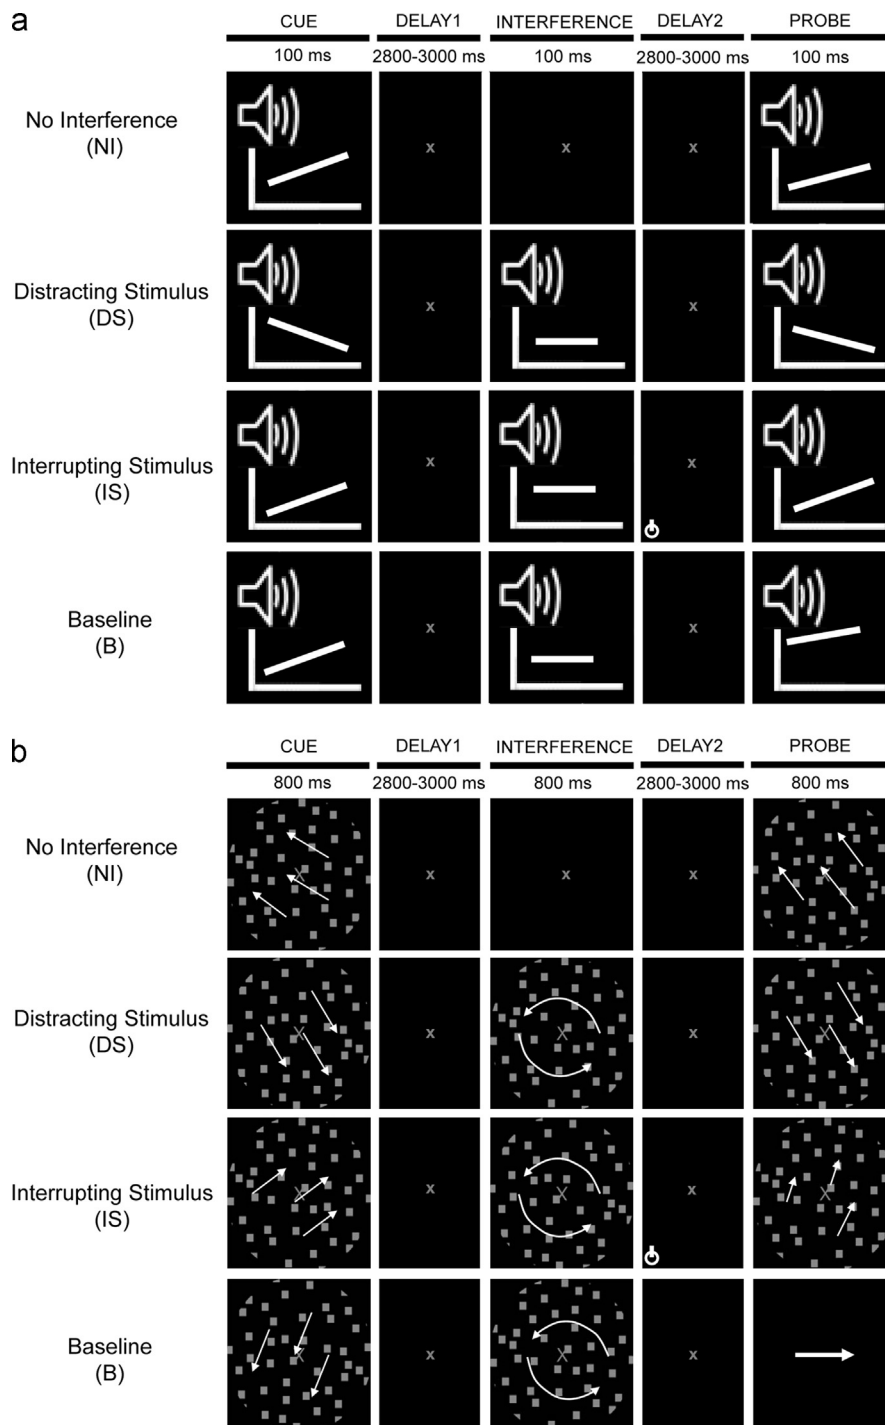 a
CUE DELAY1 INTERFERENCE DELAY2 PROBE
100 ms 2800-3000 ms 100 ms 2800-3000 ms 100 ms
No Interference
(NI)
x x x
Distracting Stimulus
(DS)
x x
Interrupting Stimulus
(IS)
x x
Baseline
(B)
x x
b
CUE DELAY1 INTERFERENCE DELAY2 PROBE
800 ms 2800-3000 ms 800 ms 2800-3000 ms 800 ms
No Interference
(NI)
X x x x X
Distracting Stimulus
(DS)
X x X x X
Interrupting Stimulus
(IS)
X x X x X
Baseline
(B)
X x X x